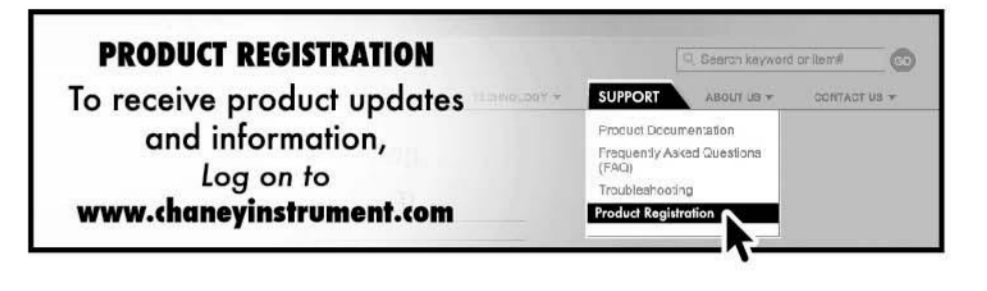 PRODUCT REGISTRATION
To receive product updates
and information,
Log on to
www.chaneyinstrument.com
Search keyword or item#
GO
TECHNOLOGY
SUPPORT
ABOUT US
CONTACT US
Product Documentation
Frequently Asked Questions
(FAQ)
Troubleshooting
Product Registration